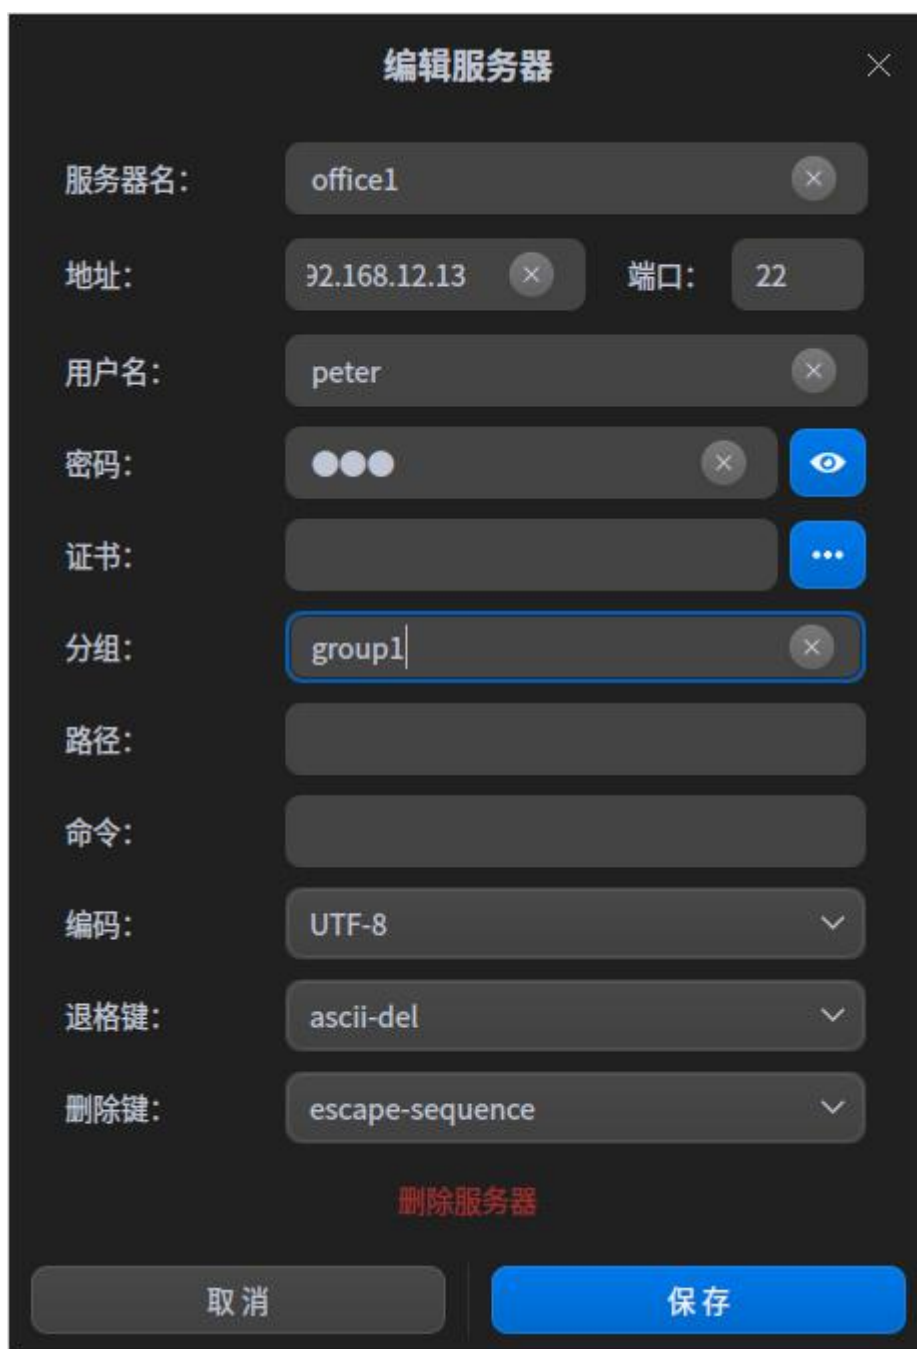 编辑服务器
服务器名： office1
地址： 92.168.12.13 端口： 22
用户名： peter
密码： ●●●
证书：
分组： group1
路径：
命令：
编码： UTF-8
退格键： ascii-del
删除键： escape-sequence
删除服务器
取消 保存